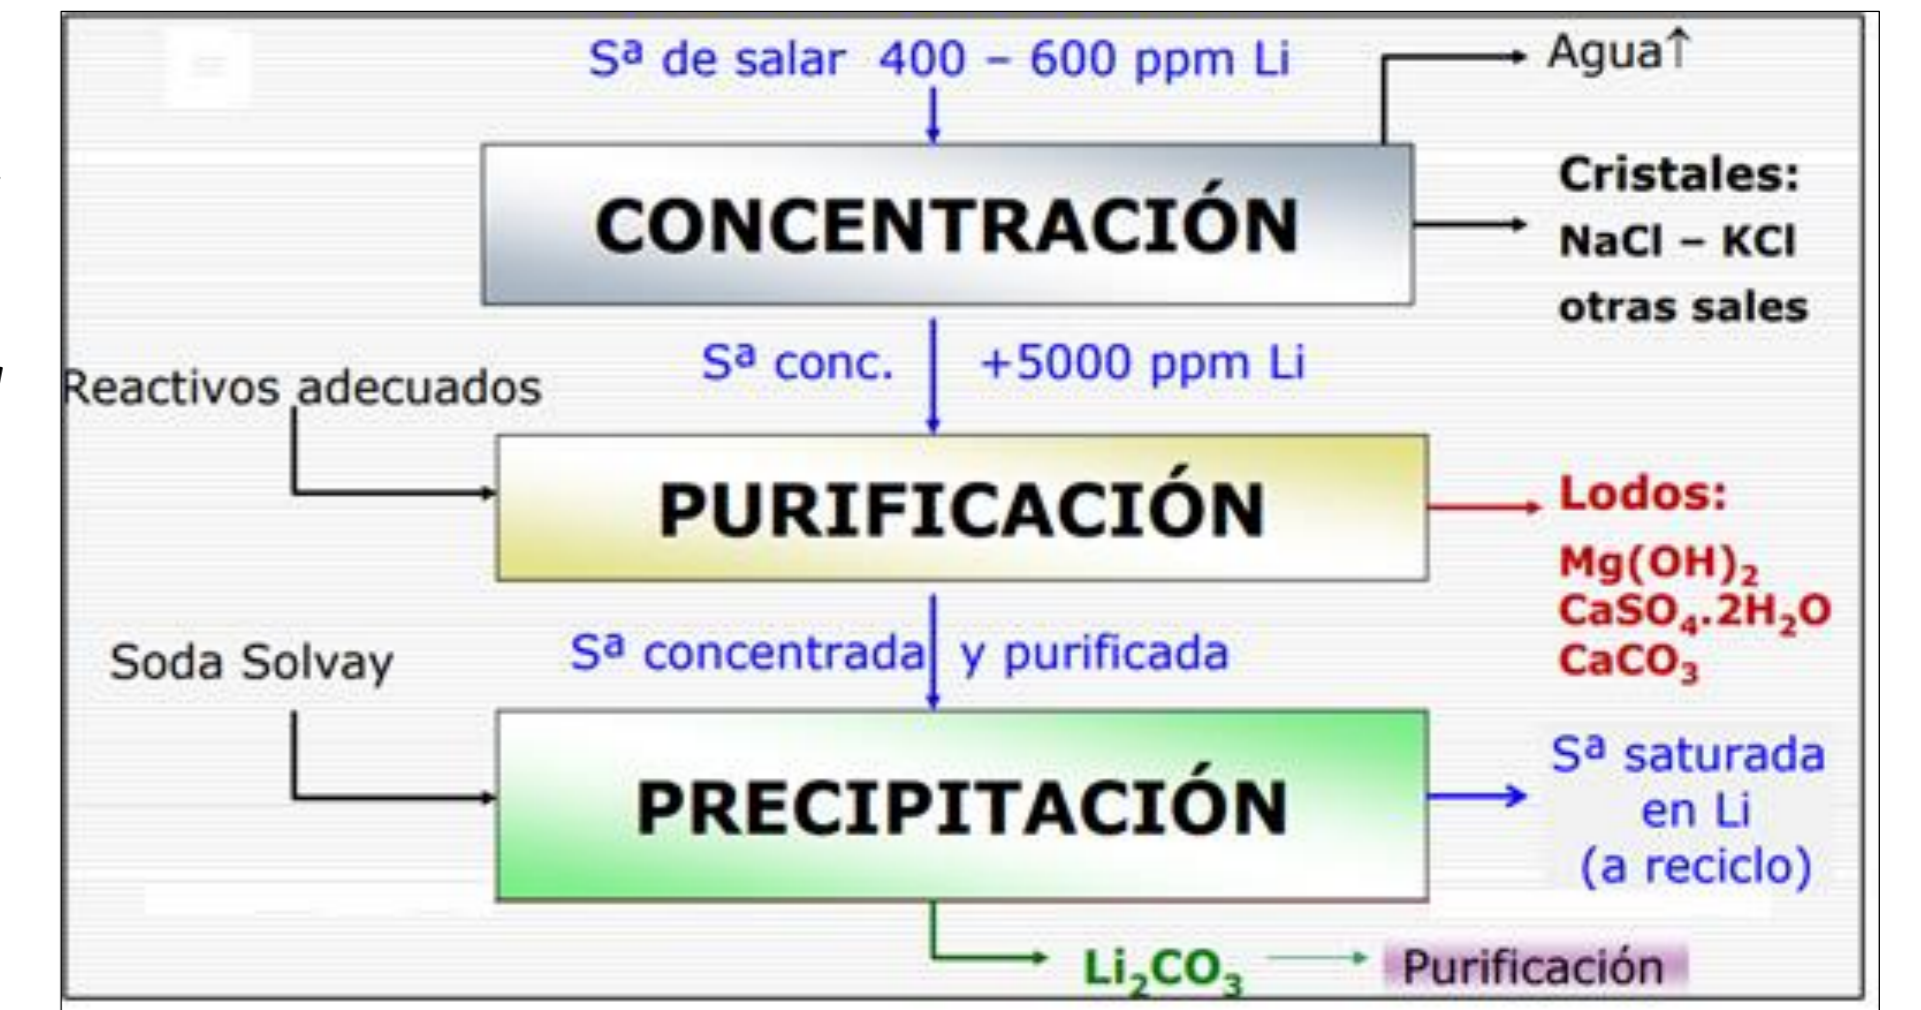 Sª de salar 400 – 600 ppm Li
Agua↑
CONCENTRACIÓN
Cristales:
NaCl – KCl
otras sales
Sª conc. +5000 ppm Li
Reactivos adecuados
PURIFICACIÓN
Lodos:
Mg(OH)₂
CaSO₄.2H₂O
CaCO₃
Soda Solvay
Sª concentrada y purificada
PRECIPITACIÓN
Sª saturada
en Li
(a reciclo)
Li₂CO₃
Purificación